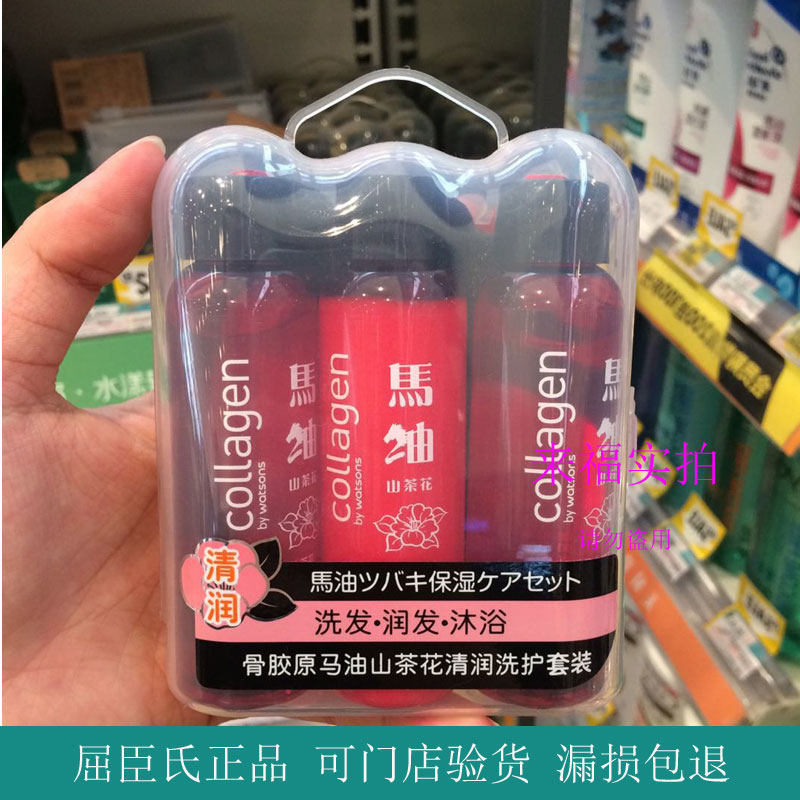 collagen
by watsons
馬油
山茶花
collagen
by watsons
馬油
山茶花
collagen
by watsons
馬
来福实拍
请勿盗用
清润
馬油ツバキ保湿ケアセット
洗发·润发·沐浴
骨胶原马油山茶花清润洗护套装
屈臣氏正品 可门店验货 漏损包退